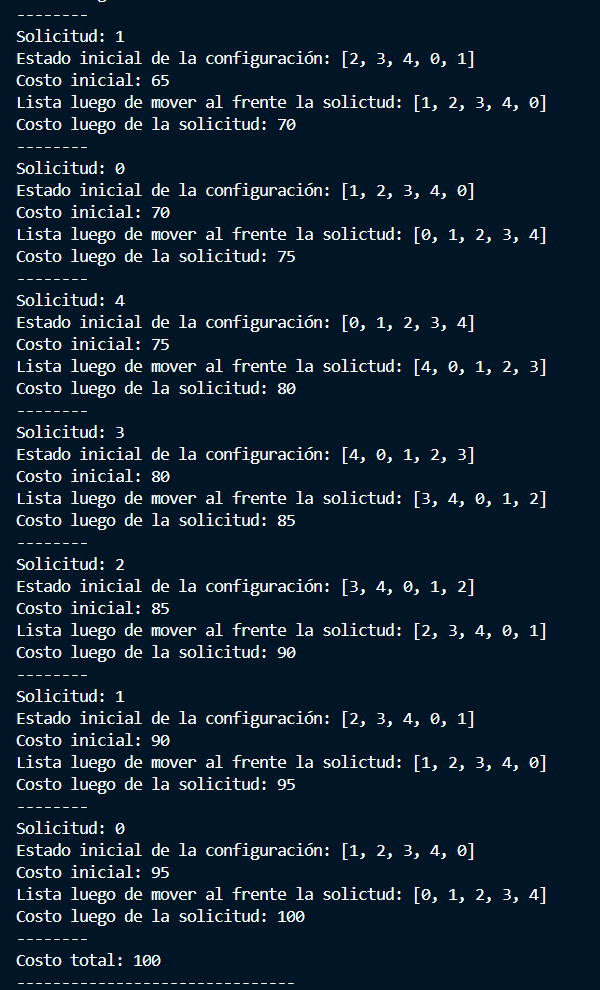 --------
Solicitud: 1
Estado inicial de la configuración: [2, 3, 4, 0, 1]
Costo inicial: 65
Lista luego de mover al frente la solictud: [1, 2, 3, 4, 0]
Costo luego de la solicitud: 70
--------
Solicitud: 0
Estado inicial de la configuración: [1, 2, 3, 4, 0]
Costo inicial: 70
Lista luego de mover al frente la solictud: [0, 1, 2, 3, 4]
Costo luego de la solicitud: 75
--------
Solicitud: 4
Estado inicial de la configuración: [0, 1, 2, 3, 4]
Costo inicial: 75
Lista luego de mover al frente la solictud: [4, 0, 1, 2, 3]
Costo luego de la solicitud: 80
--------
Solicitud: 3
Estado inicial de la configuración: [4, 0, 1, 2, 3]
Costo inicial: 80
Lista luego de mover al frente la solictud: [3, 4, 0, 1, 2]
Costo luego de la solicitud: 85
--------
Solicitud: 2
Estado inicial de la configuración: [3, 4, 0, 1, 2]
Costo inicial: 85
Lista luego de mover al frente la solictud: [2, 3, 4, 0, 1]
Costo luego de la solicitud: 90
--------
Solicitud: 1
Estado inicial de la configuración: [2, 3, 4, 0, 1]
Costo inicial: 90
Lista luego de mover al frente la solictud: [1, 2, 3, 4, 0]
Costo luego de la solicitud: 95
--------
Solicitud: 0
Estado inicial de la configuración: [1, 2, 3, 4, 0]
Costo inicial: 95
Lista luego de mover al frente la solictud: [0, 1, 2, 3, 4]
Costo luego de la solicitud: 100
--------
Costo total: 100
-------------------------------